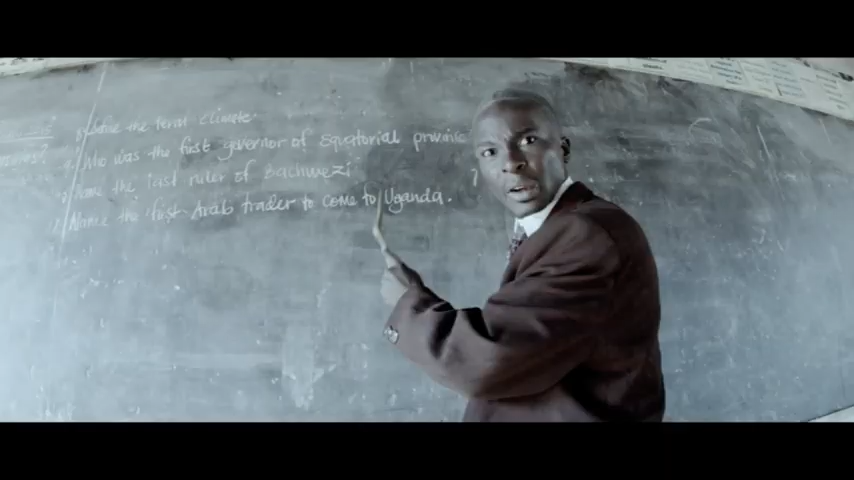 Define the term climate.
Who was the first governor of Equatorial province
Name the last ruler of Bachwezi
Name the first Arab trader to come to Uganda.